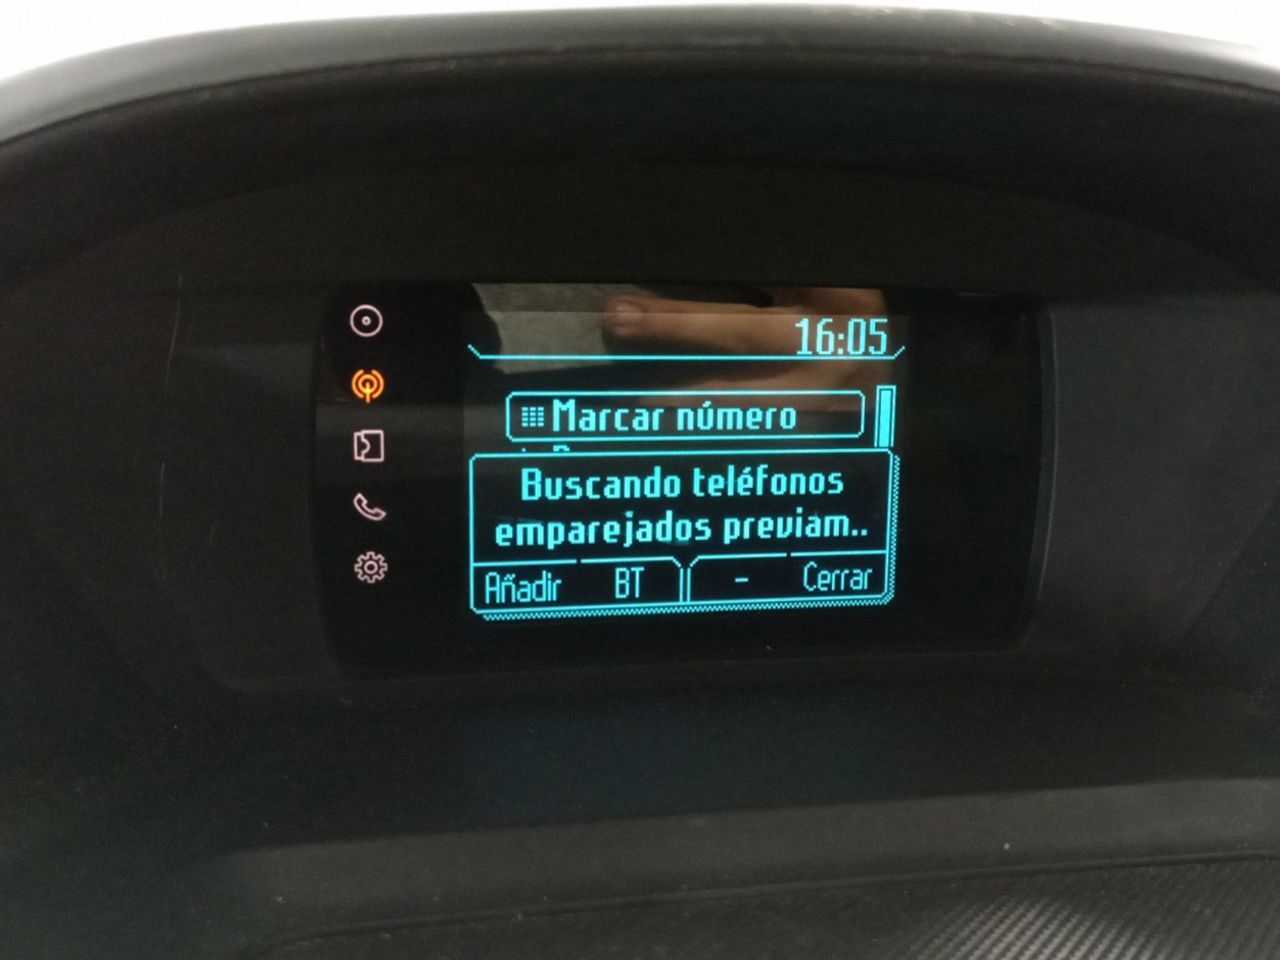 16:05
Marcar número
Buscando teléfonos
emparejados previam..
Añadir BT - Cerrar